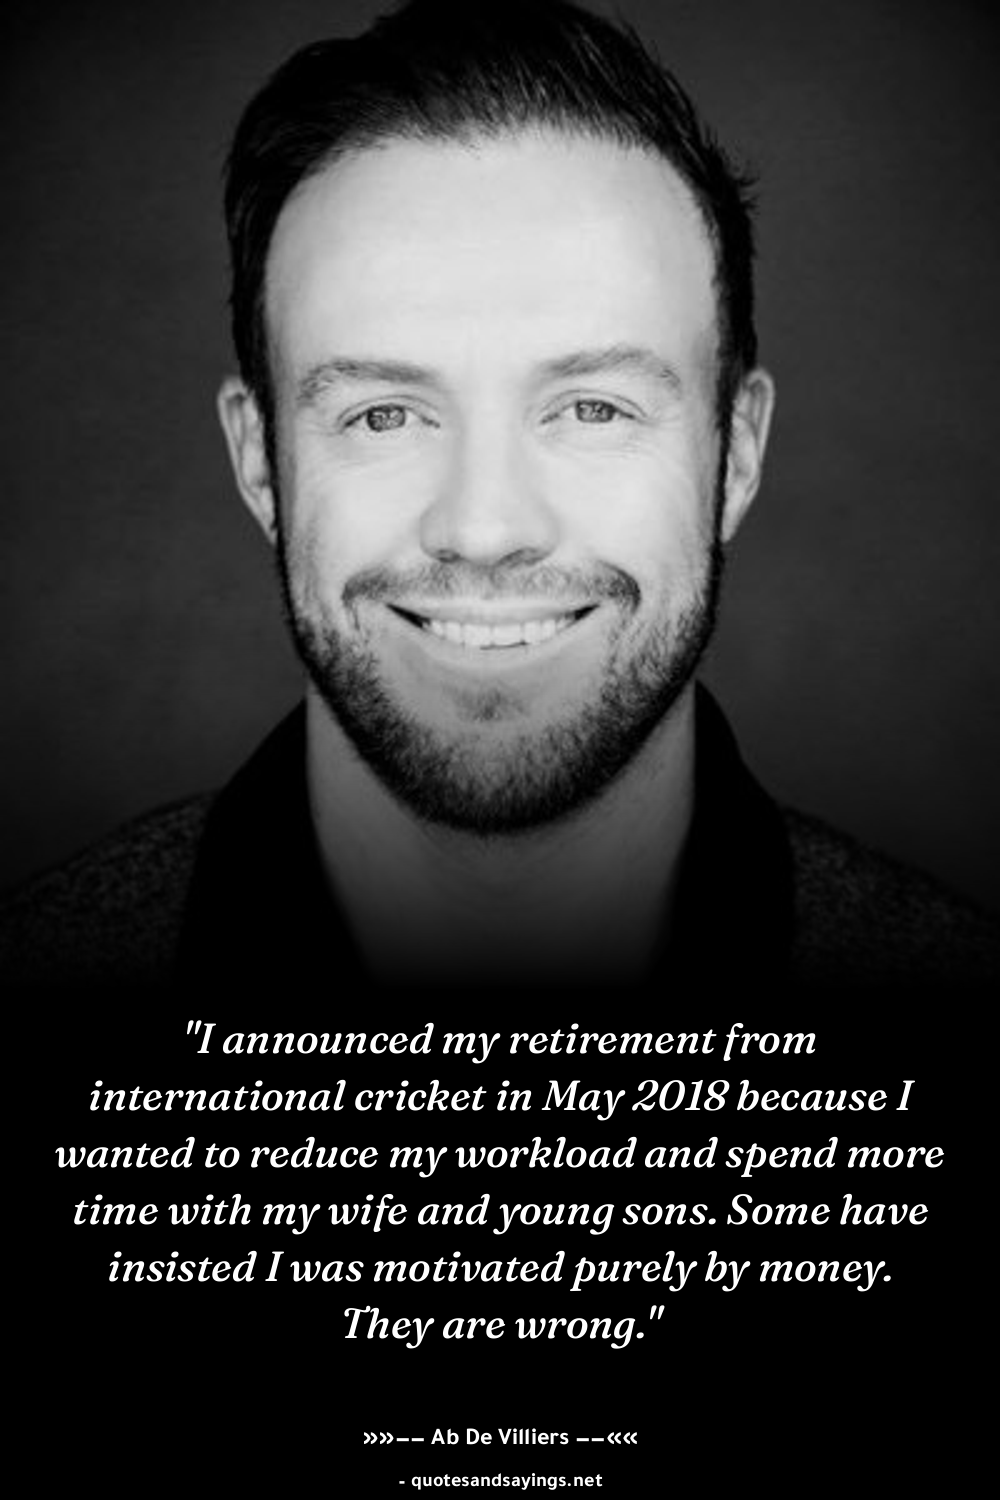 "I announced my retirement from
international cricket in May 2018 because I
wanted to reduce my workload and spend more
time with my wife and young sons. Some have
insisted I was motivated purely by money.
They are wrong."
»»−− Ab De Villiers −−««
- quotesandsayings.net